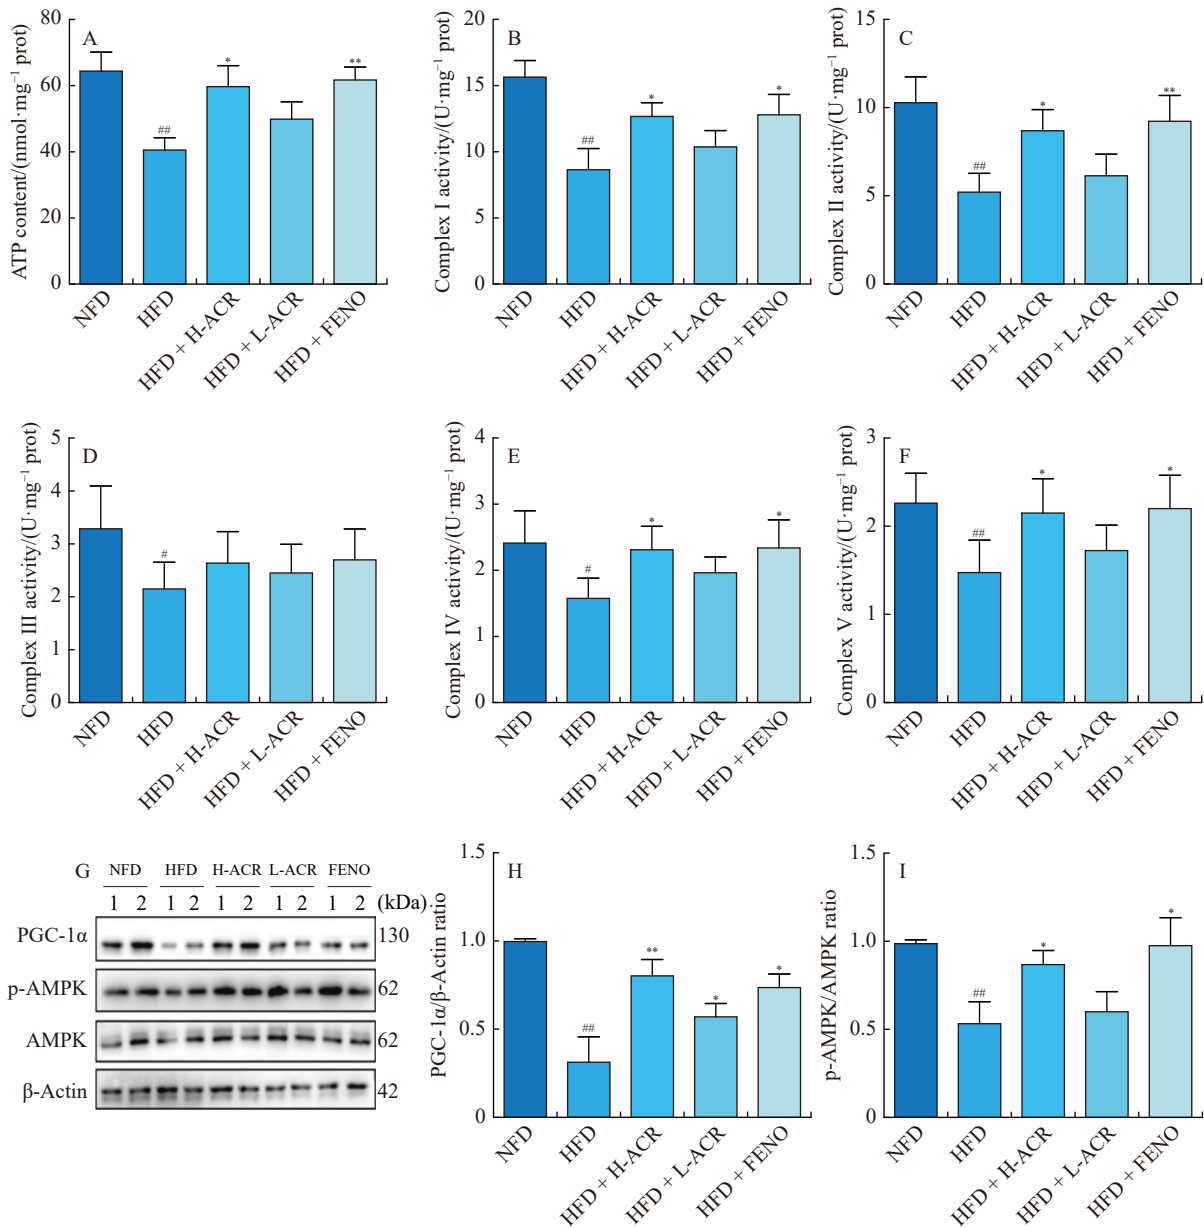 A
ATP content/(nmol·mg⁻¹ prot)
80
60
40
20
0
##
*
**
NFD
HFD
HFD + H-ACR
HFD + L-ACR
HFD + FENO
B
Complex I activity/(U·mg⁻¹ prot)
20
15
10
5
0
##
*
*
NFD
HFD
HFD + H-ACR
HFD + L-ACR
HFD + FENO
C
Complex II activity/(U·mg⁻¹ prot)
15
10
5
0
##
*
**
NFD
HFD
HFD + H-ACR
HFD + L-ACR
HFD + FENO
D
Complex III activity/(U·mg⁻¹ prot)
5
4
3
2
1
0
#
NFD
HFD
HFD + H-ACR
HFD + L-ACR
HFD + FENO
E
Complex IV activity/(U·mg⁻¹ prot)
4
3
2
1
0
#
*
*
NFD
HFD
HFD + H-ACR
HFD + L-ACR
HFD + FENO
F
Complex V activity/(U·mg⁻¹ prot)
3
2
1
0
##
*
*
NFD
HFD
HFD + H-ACR
HFD + L-ACR
HFD + FENO
G NFD HFD H-ACR L-ACR FENO
1 2 1 2 1 2 1 2 1 2 (kDa)
PGC-1α 130
p-AMPK 62
AMPK 62
β-Actin 42
H
PGC-1α/β-Actin ratio
1.5
1.0
0.5
0
##
**
*
*
NFD
HFD
HFD + H-ACR
HFD + L-ACR
HFD + FENO
I
p-AMPK/AMPK ratio
1.5
1.0
0.5
0
##
*
*
NFD
HFD
HFD + H-ACR
HFD + L-ACR
HFD + FENO